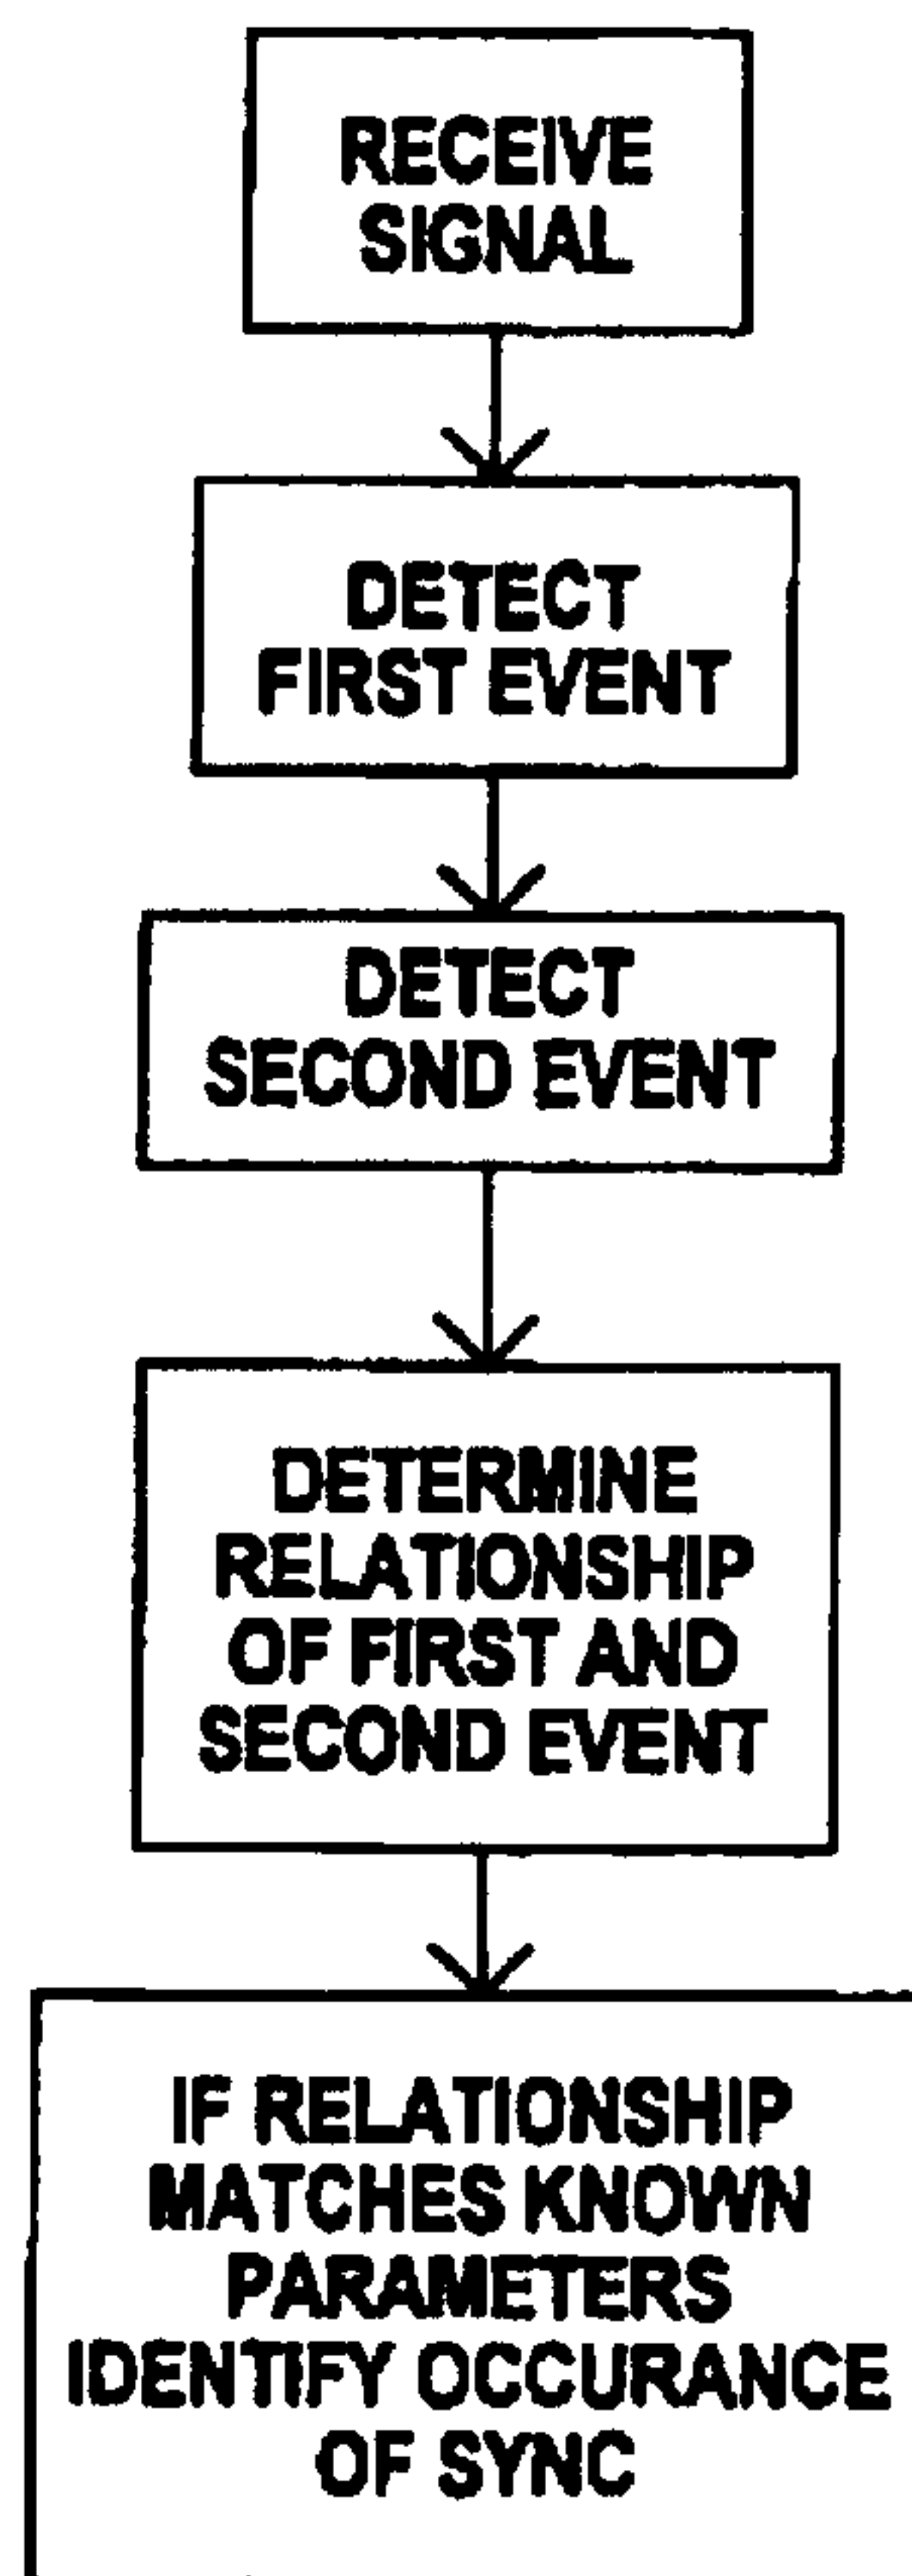 RECEIVE
SIGNAL
DETECT
FIRST EVENT
DETECT
SECOND EVENT
DETERMINE
RELATIONSHIP
OF FIRST AND
SECOND EVENT
IF RELATIONSHIP
MATCHES KNOWN
PARAMETERS
IDENTIFY OCCURANCE
OF SYNC